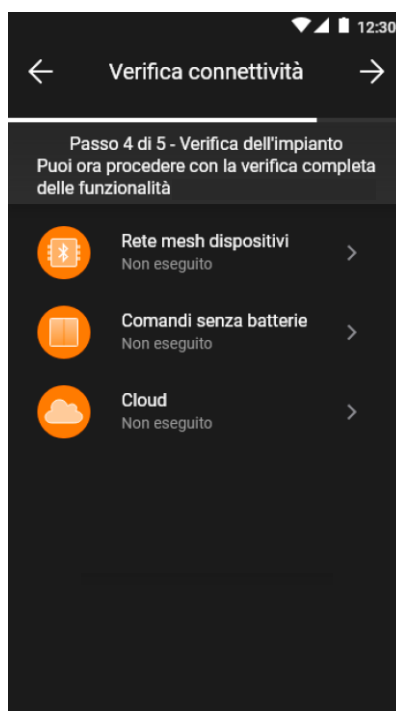 12:30
Verifica connettività
Passo 4 di 5 - Verifica dell'impianto
Puoi ora procedere con la verifica completa
delle funzionalità
Rete mesh dispositivi
Non eseguito
Comandi senza batterie
Non eseguito
Cloud
Non eseguito